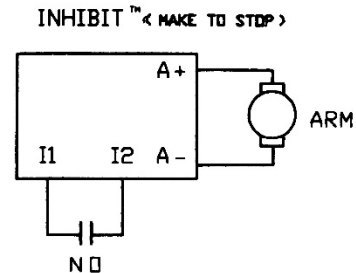 INHIBIT™ < MAKE TO STOP >
A+
ARM
I1 I2 A-
NO